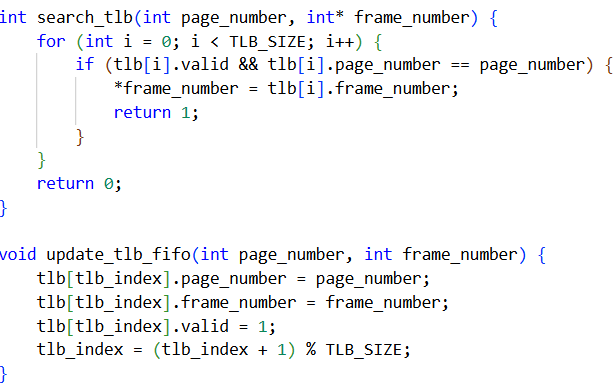 int search_tlb(int page_number, int* frame_number) {
    for (int i = 0; i < TLB_SIZE; i++) {
        if (tlb[i].valid && tlb[i].page_number == page_number) {
            *frame_number = tlb[i].frame_number;
            return 1;
        }
    }
    return 0;
}

void update_tlb_fifo(int page_number, int frame_number) {
    tlb[tlb_index].page_number = page_number;
    tlb[tlb_index].frame_number = frame_number;
    tlb[tlb_index].valid = 1;
    tlb_index = (tlb_index + 1) % TLB_SIZE;
}